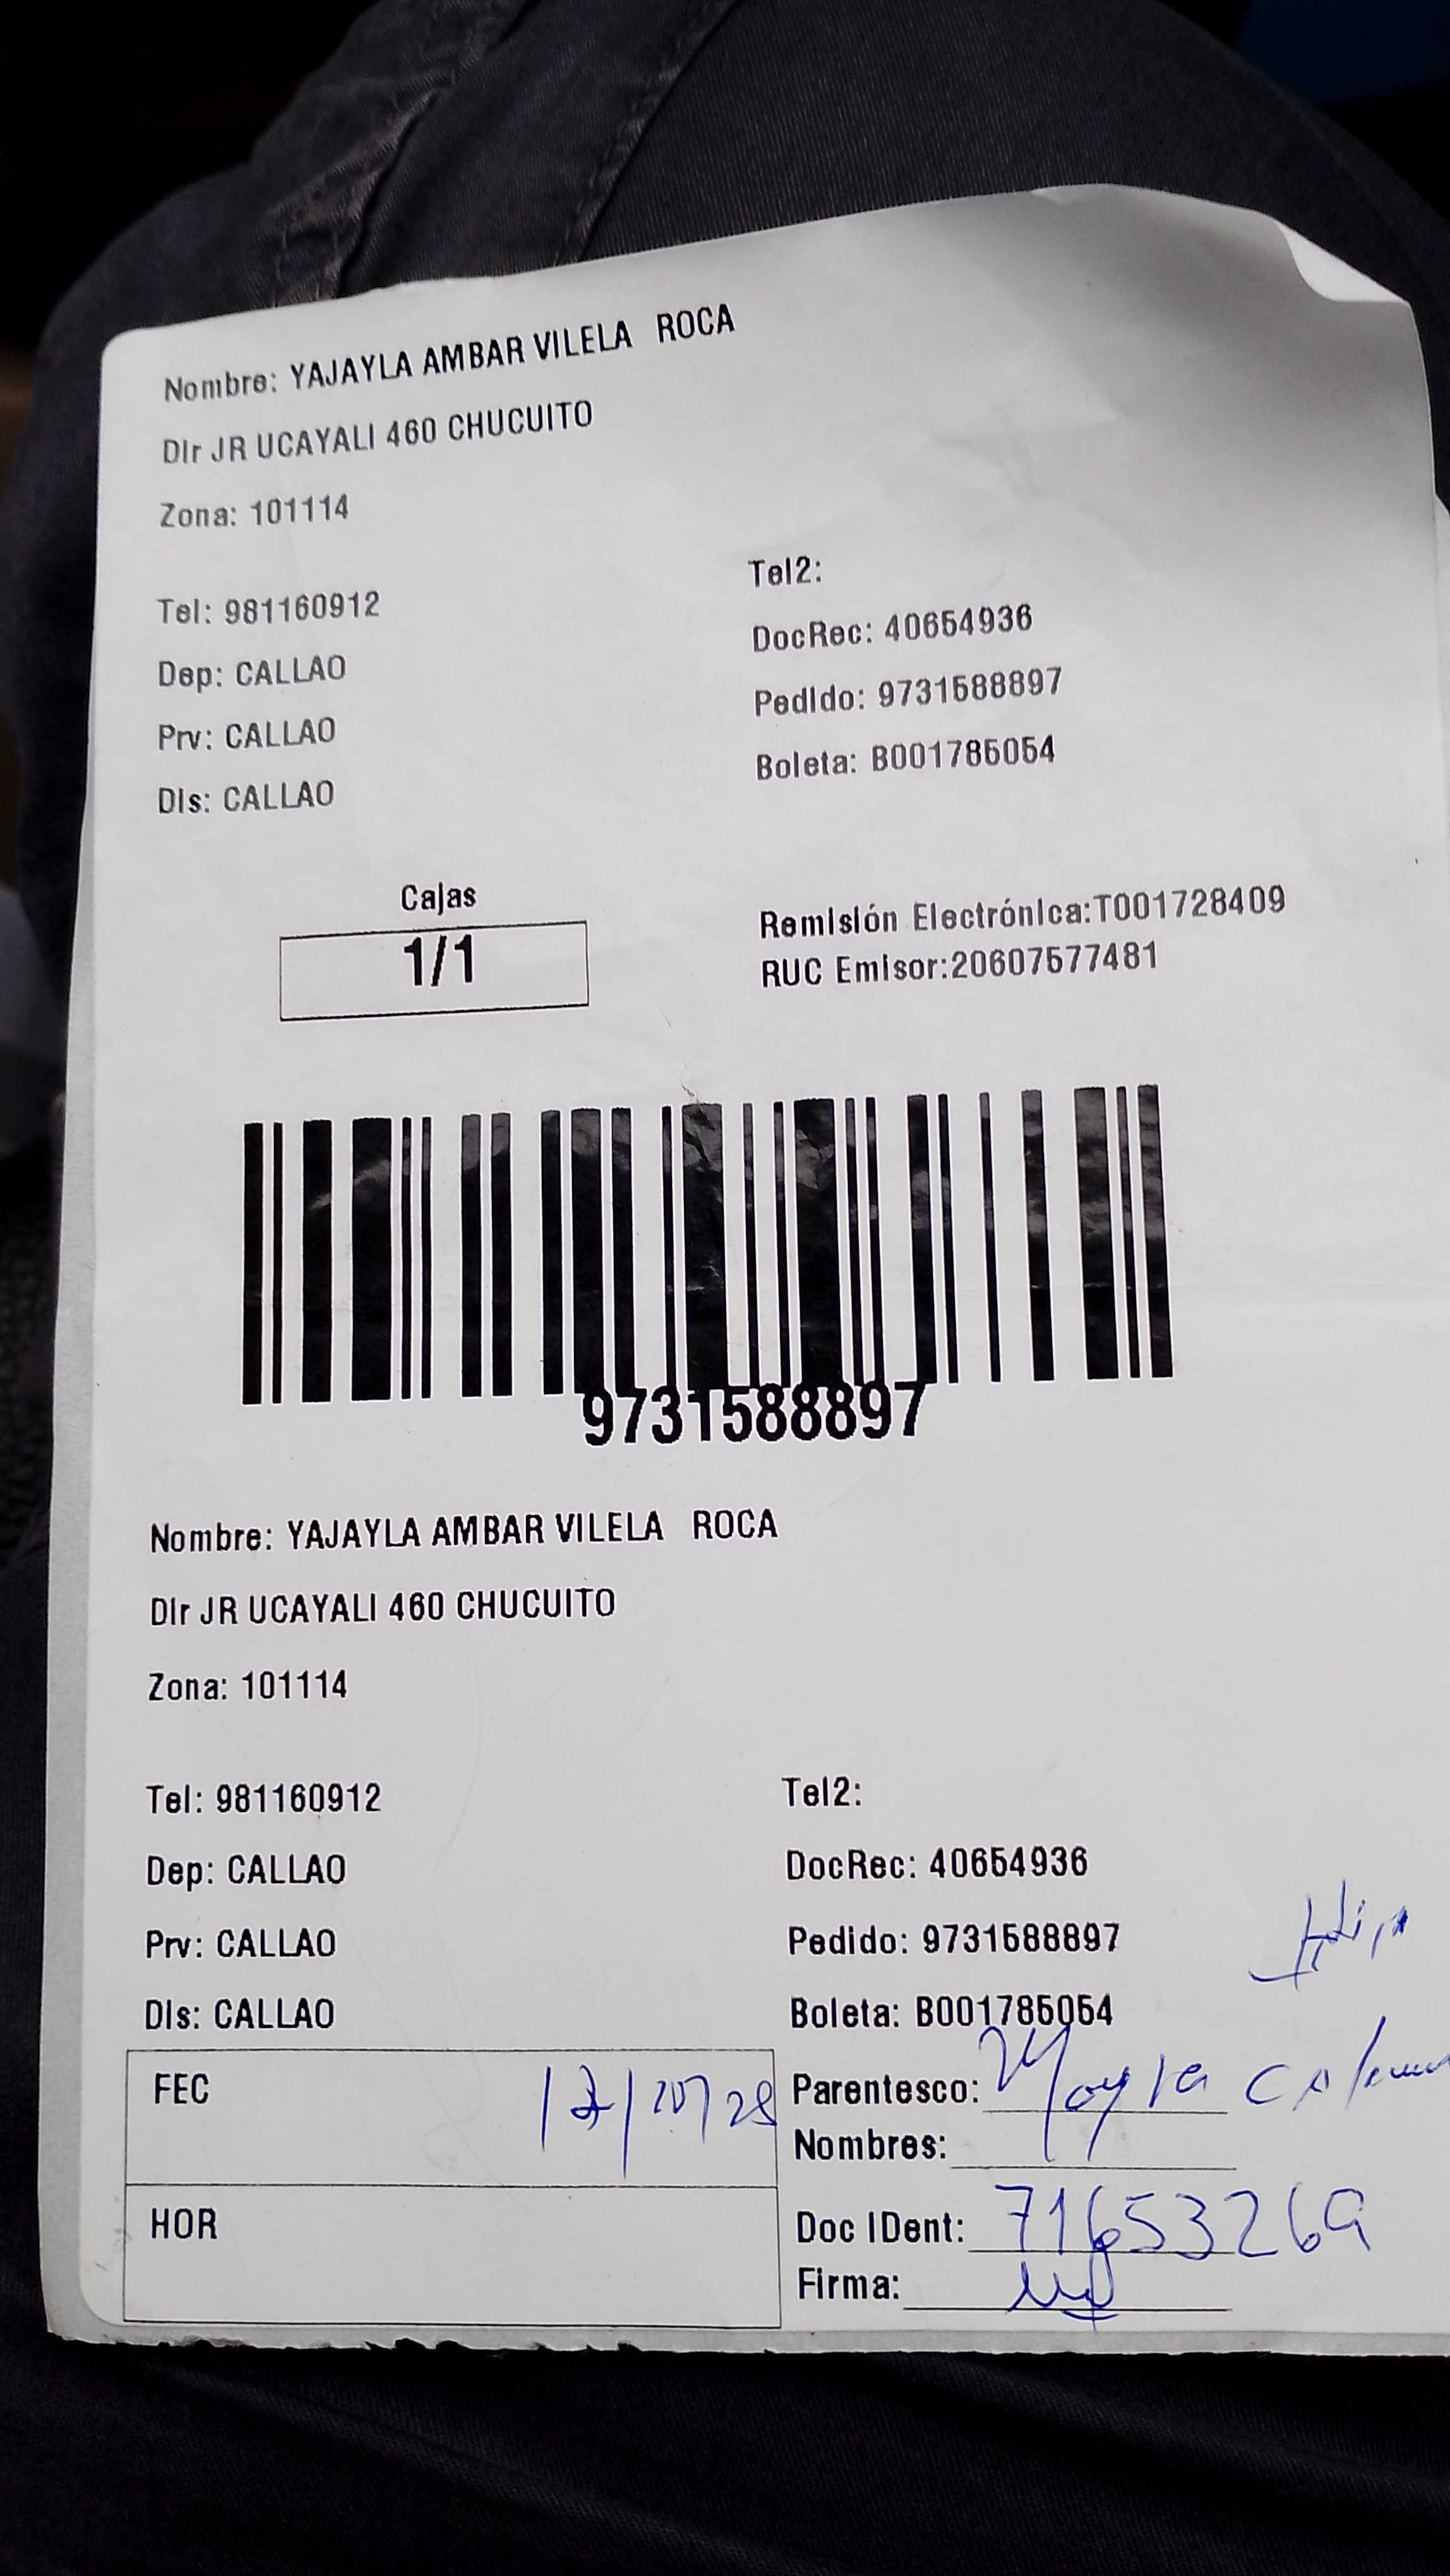 Nombre: YAJAYLA AMBAR VILELA ROCA
Dir JR UCAYALI 460 CHUCUITO
Zona: 101114
Tel: 981160912
Tel2:
Dep: CALLAO
DocRec: 40654936
Prv: CALLAO
Pedido: 9731588897
Dis: CALLAO
Boleta: B001785054
Cajas
1/1
Remisión Electrónica:T001728409
RUC Emisor:20607577481
9731588897
Nombre: YAJAYLA AMBAR VILELA ROCA
Dir JR UCAYALI 460 CHUCUITO
Zona: 101114
Tel: 981160912
Tel2:
Dep: CALLAO
DocRec: 40654936
Prv: CALLAO
Pedido: 9731588897
Dis: CALLAO
Boleta: B001785054
FEC
Parentesco: Mayra
Nombres:
HOR
Doc IDent: 71653269
Firma: